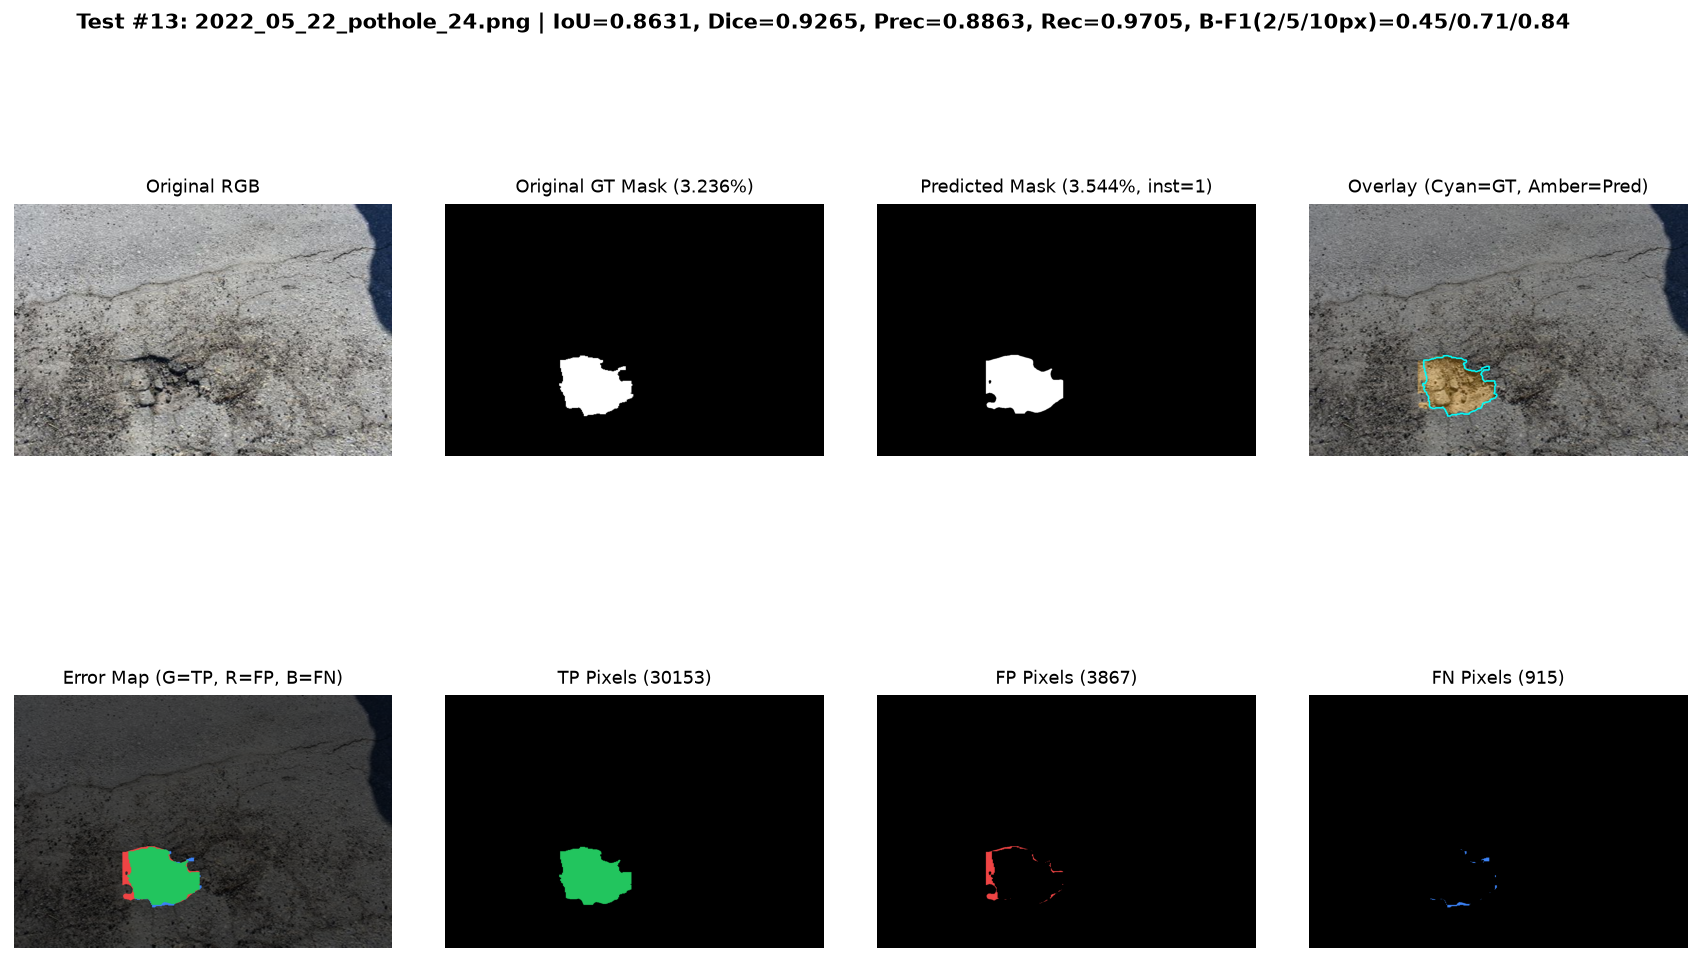 Test #13: 2022_05_22_pothole_24.png | IoU=0.8631, Dice=0.9265, Prec=0.8863, Rec=0.9705, B-F1(2/5/10px)=0.45/0.71/0.84
Original RGB
Original GT Mask (3.236%)
Predicted Mask (3.544%, inst=1)
Overlay (Cyan=GT, Amber=Pred)
Error Map (G=TP, R=FP, B=FN)
TP Pixels (30153)
FP Pixels (3867)
FN Pixels (915)